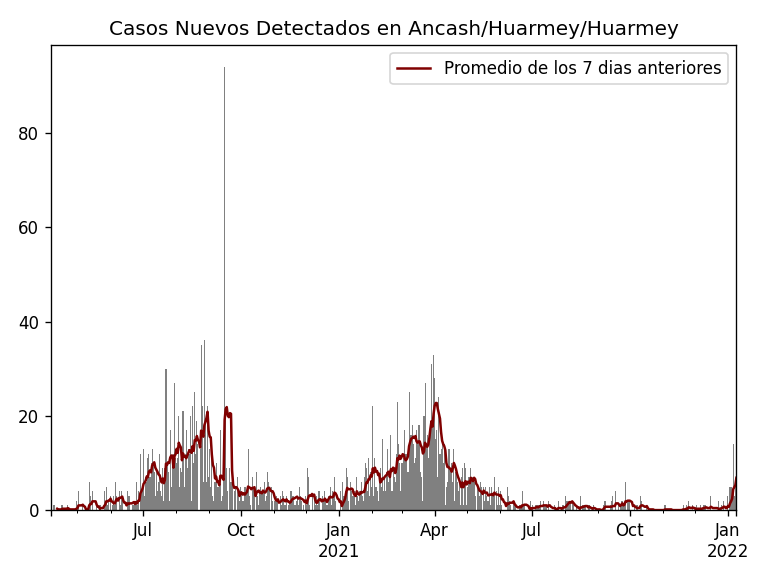 Casos Nuevos Detectados en Ancash/Huarmey/Huarmey
Promedio de los 7 dias anteriores
80
60
40
20
0
Jul Oct Jan Apr Jul Oct Jan
2021 2022